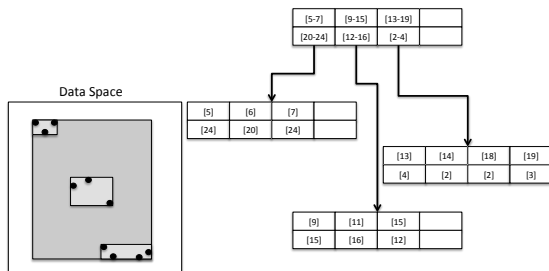 [5-7] [9-15] [13-19]
[20-24] [12-16] [2-4]
Data Space
[5] [6] [7]
[24] [20] [24]
[13] [14] [18] [19]
[4] [2] [2] [3]
[9] [11] [15]
[15] [16] [12]